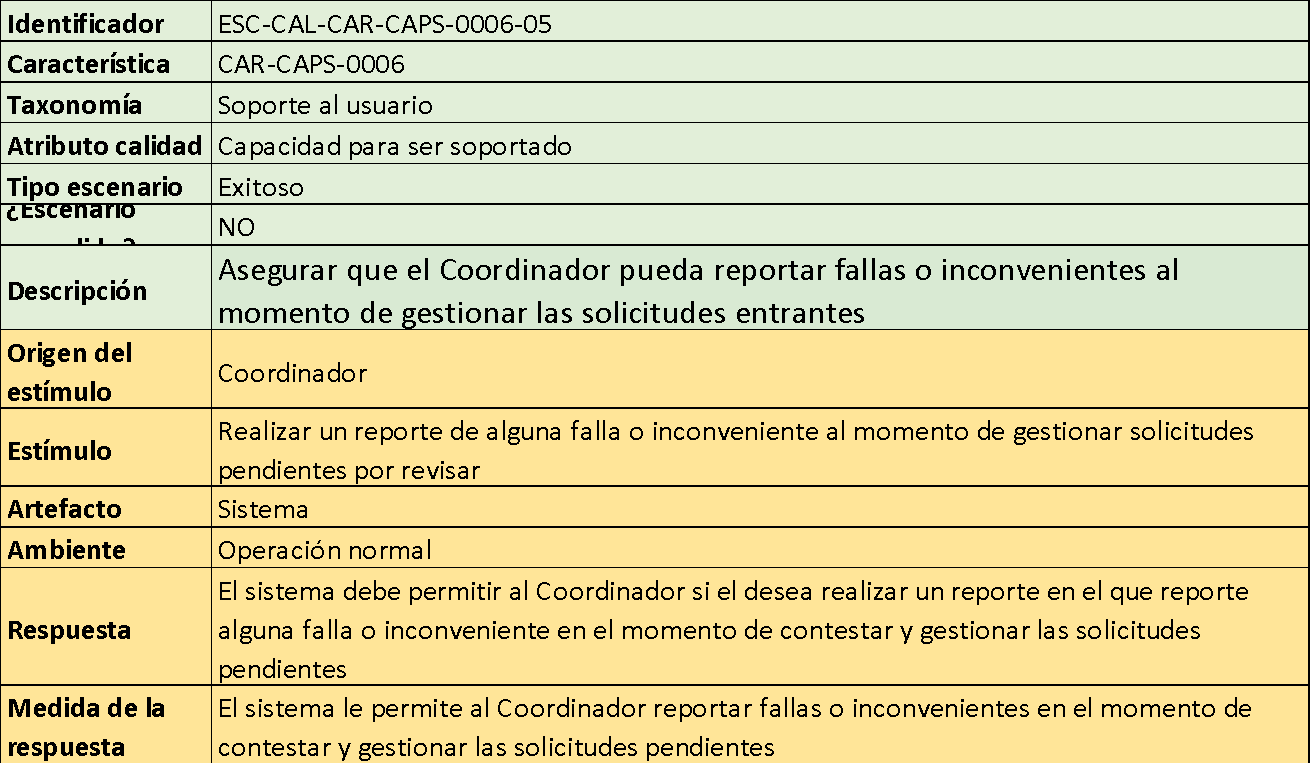 Identificador ESC-CAL-CAR-CAPS-0006-05
Característica CAR-CAPS-0006
Taxonomía Soporte al usuario
Atributo calidad Capacidad para ser soportado
Tipo escenario Exitoso
¿Escenario
NO
Descripción
Asegurar que el Coordinador pueda reportar fallas o inconvenientes al
momento de gestionar las solicitudes entrantes
Origen del
estímulo
Coordinador
Estímulo
Realizar un reporte de alguna falla o inconveniente al momento de gestionar solicitudes
pendientes por revisar
Artefacto Sistema
Ambiente Operación normal
Respuesta
El sistema debe permitir al Coordinador si el desea realizar un reporte en el que reporte
alguna falla o inconveniente en el momento de contestar y gestionar las solicitudes
pendientes
Medida de la
respuesta
El sistema le permite al Coordinador reportar fallas o inconvenientes en el momento de
contestar y gestionar las solicitudes pendientes